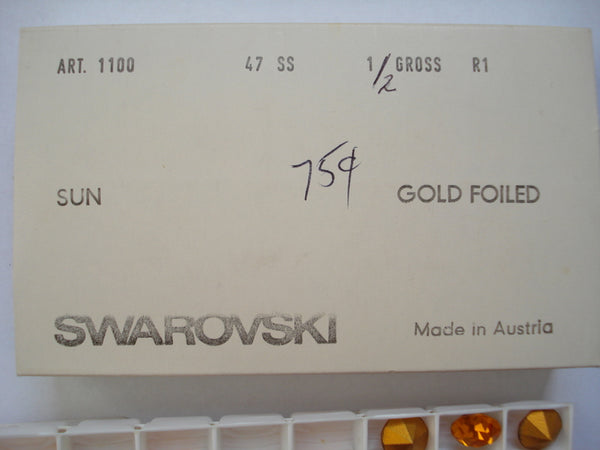 ART. 1100 47 SS 1/2 GROSS R1
75¢
SUN GOLD FOILED
SWAROVSKI Made in Austria